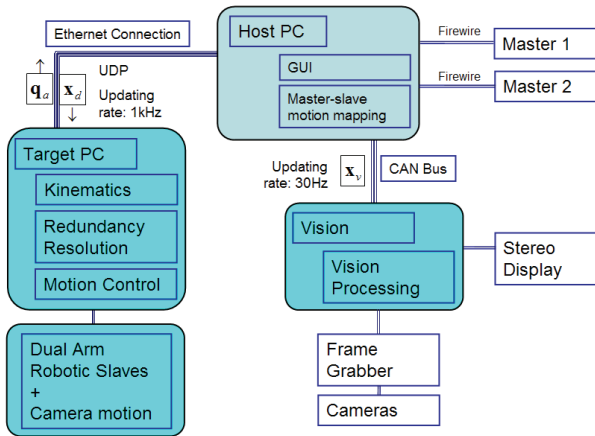 Ethernet Connection
Host PC
GUI
Master-slave
motion mapping
Firewire
Master 1
Firewire
Master 2
q_a
x_d
UDP
Updating
rate: 1kHz
Target PC
Kinematics
Redundancy
Resolution
Motion Control
Dual Arm
Robotic Slaves
+
Camera motion
Updating
rate: 30Hz
x_v
CAN Bus
Vision
Vision
Processing
Stereo
Display
Frame
Grabber
Cameras